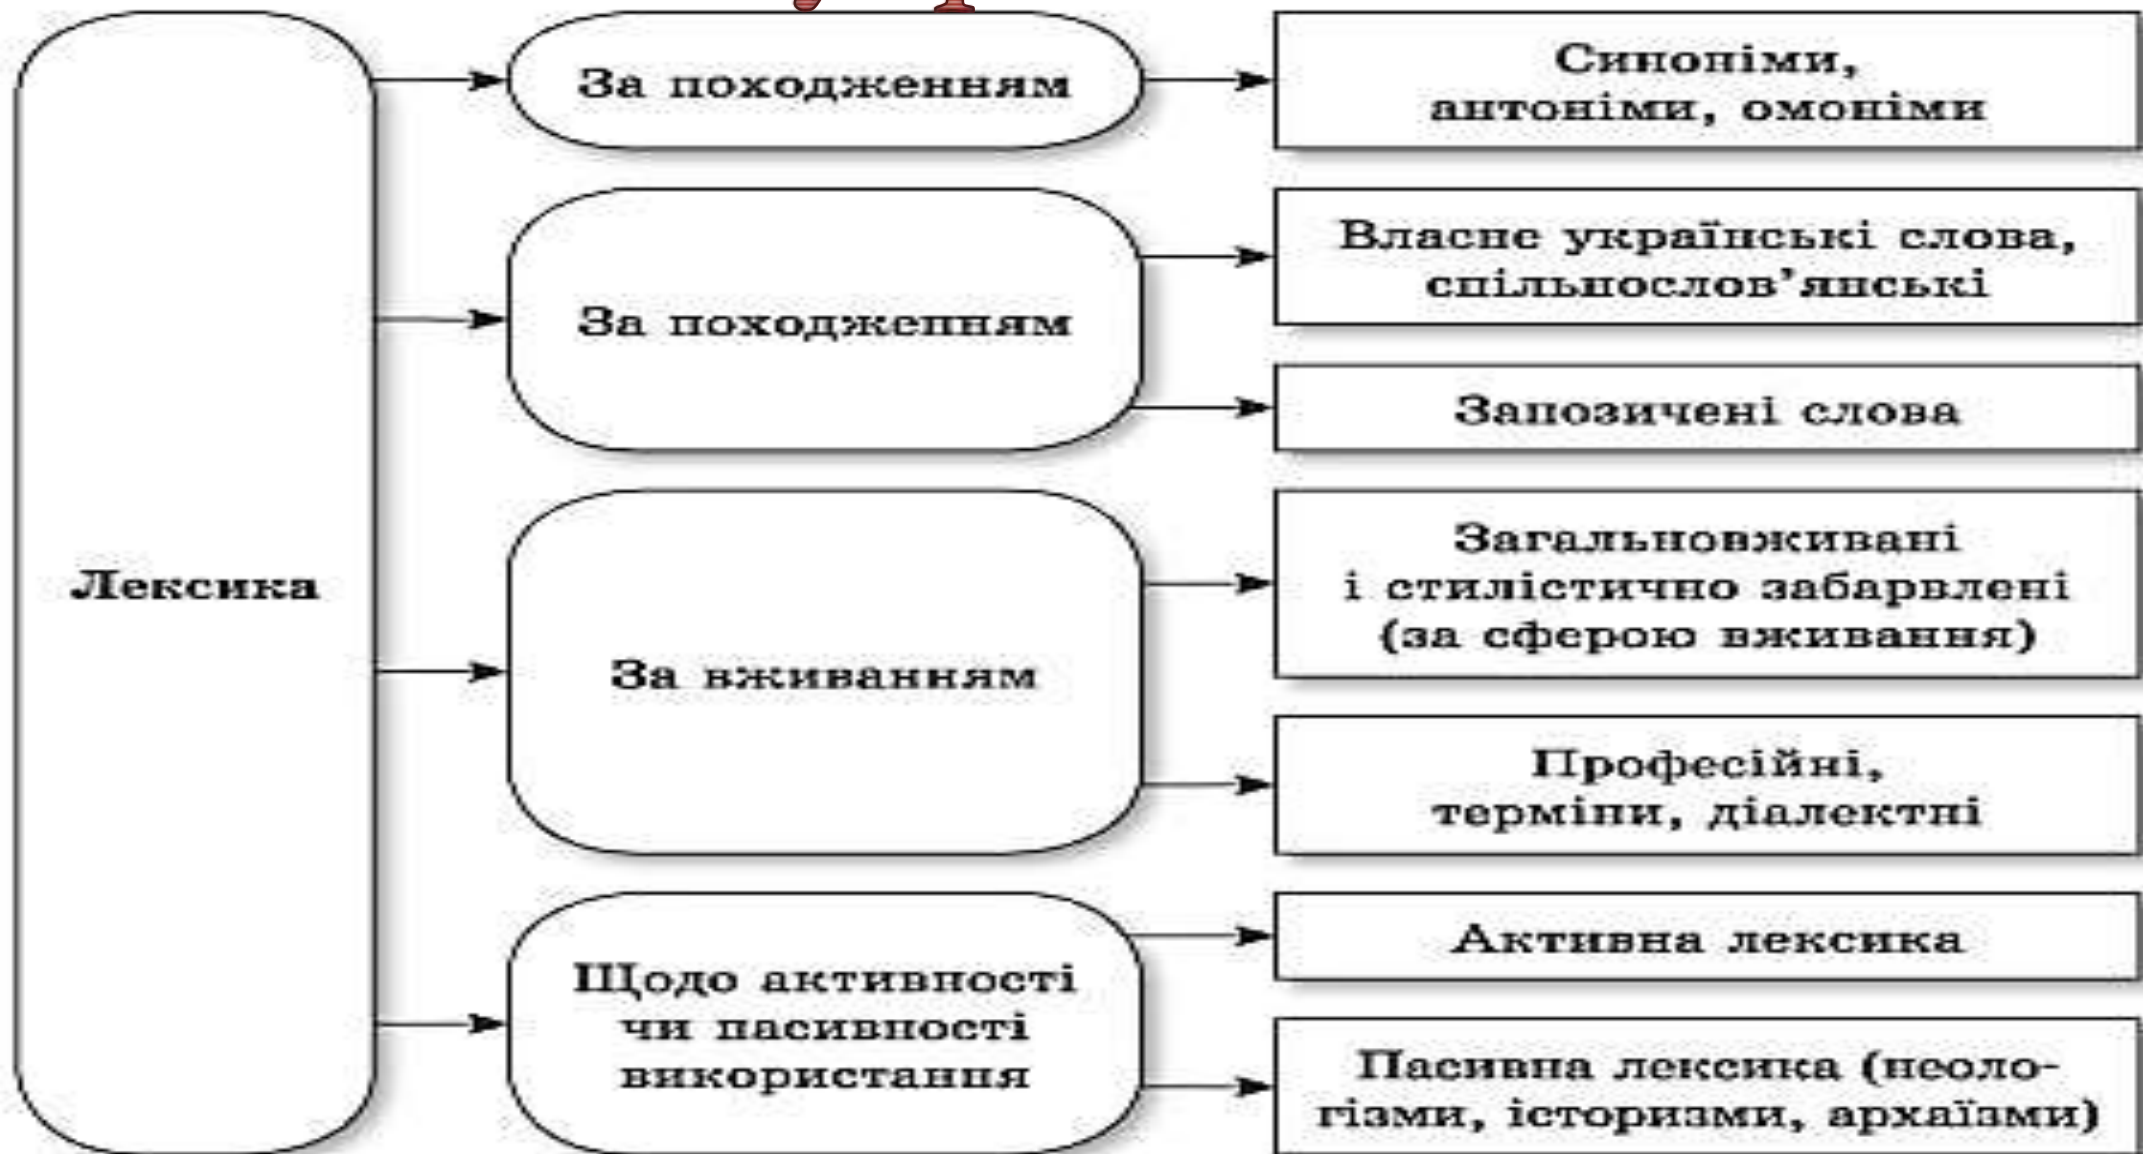 Лексика
За походженням
Синоніми,
антоніми, омоніми
За походженням
Власне українські слова,
спільнослов’янські
Запозичені слова
За вживанням
Загальновживані
і стилістично забарвлені
(за сферою вживання)
Професійні,
терміни, діалектні
Щодо активності
чи пасивності
використання
Активна лексика
Пасивна лексика (неоло-
гізми, історизми, архаїзми)